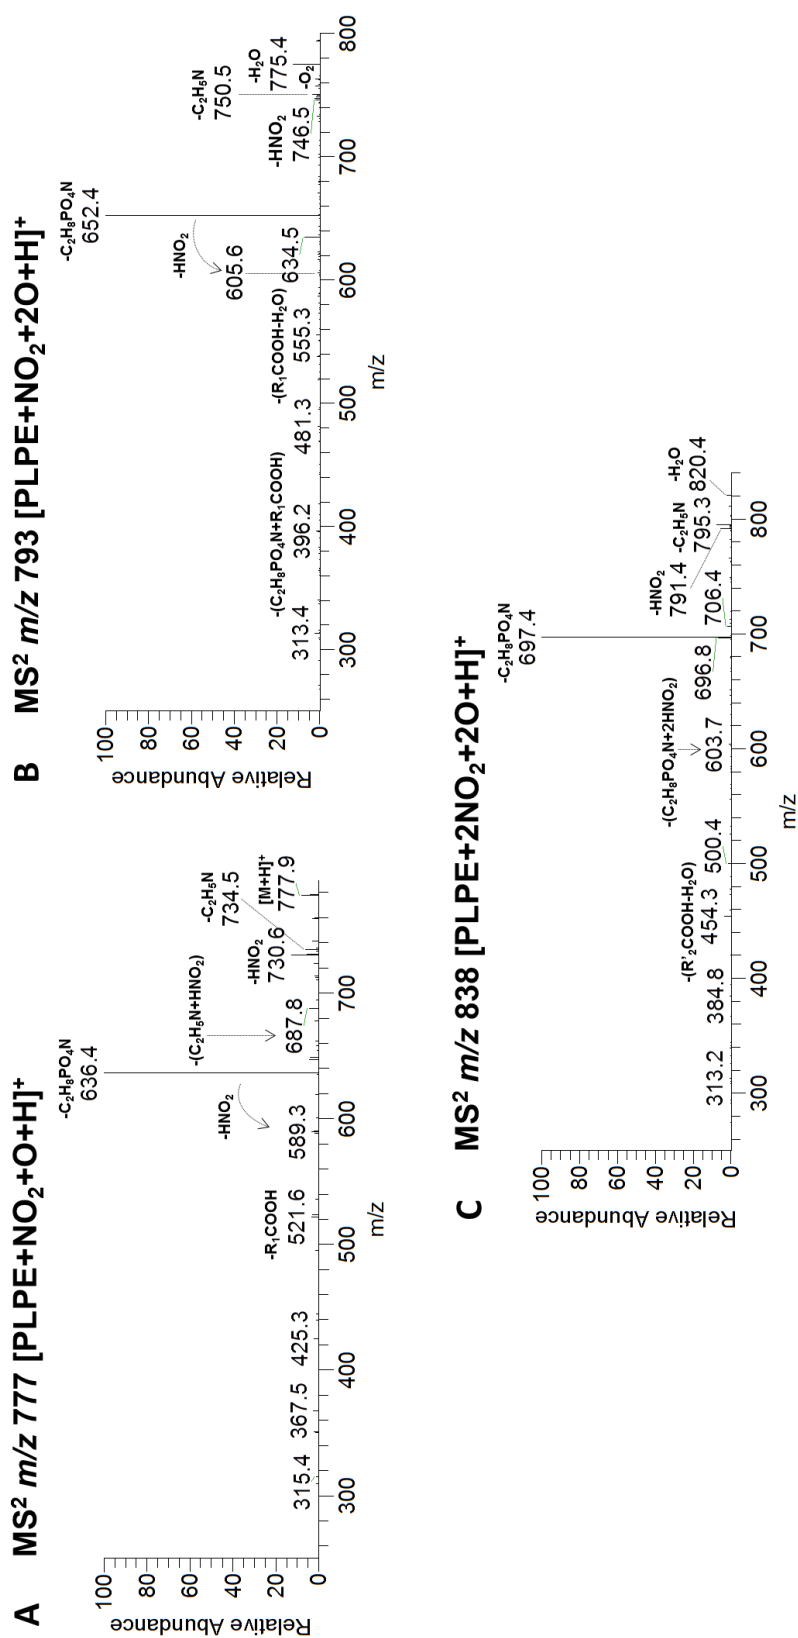 A MS² m/z 777 [PLPE+NO₂+O+H]⁺
Relative Abundance
100
80
60
40
20
0
-C₂H₈PO₄N
636.4
-HNO₂
589.3
-(C₂H₅N+HNO₂)
687.8
-C₂H₅N
734.5
-HNO₂
730.6
[M+H]⁺
777.9
-R₁COOH
521.6
315.4
367.5
425.3
300
400
500
600
700
m/z
B MS² m/z 793 [PLPE+NO₂+2O+H]⁺
Relative Abundance
100
80
60
40
20
0
-C₂H₈PO₄N
652.4
-HNO₂
605.6
634.5
-C₂H₅N
750.5
-H₂O
775.4
-O₂
-HNO₂
746.5
-(R₁COOH-H₂O)
555.3
481.3
-(C₂H₈PO₄N+R₁COOH)
396.2
313.4
300
400
500
600
700
800
m/z
C MS² m/z 838 [PLPE+2NO₂+2O+H]⁺
Relative Abundance
100
80
60
40
20
0
-C₂H₈PO₄N
697.4
-(C₂H₈PO₄N+2HNO₂)
603.7
696.8
706.4
-HNO₂
791.4
-C₂H₅N
795.3
-H₂O
820.4
-(R'₂COOH-H₂O)
454.3
500.4
384.8
313.2
300
400
500
600
700
800
m/z